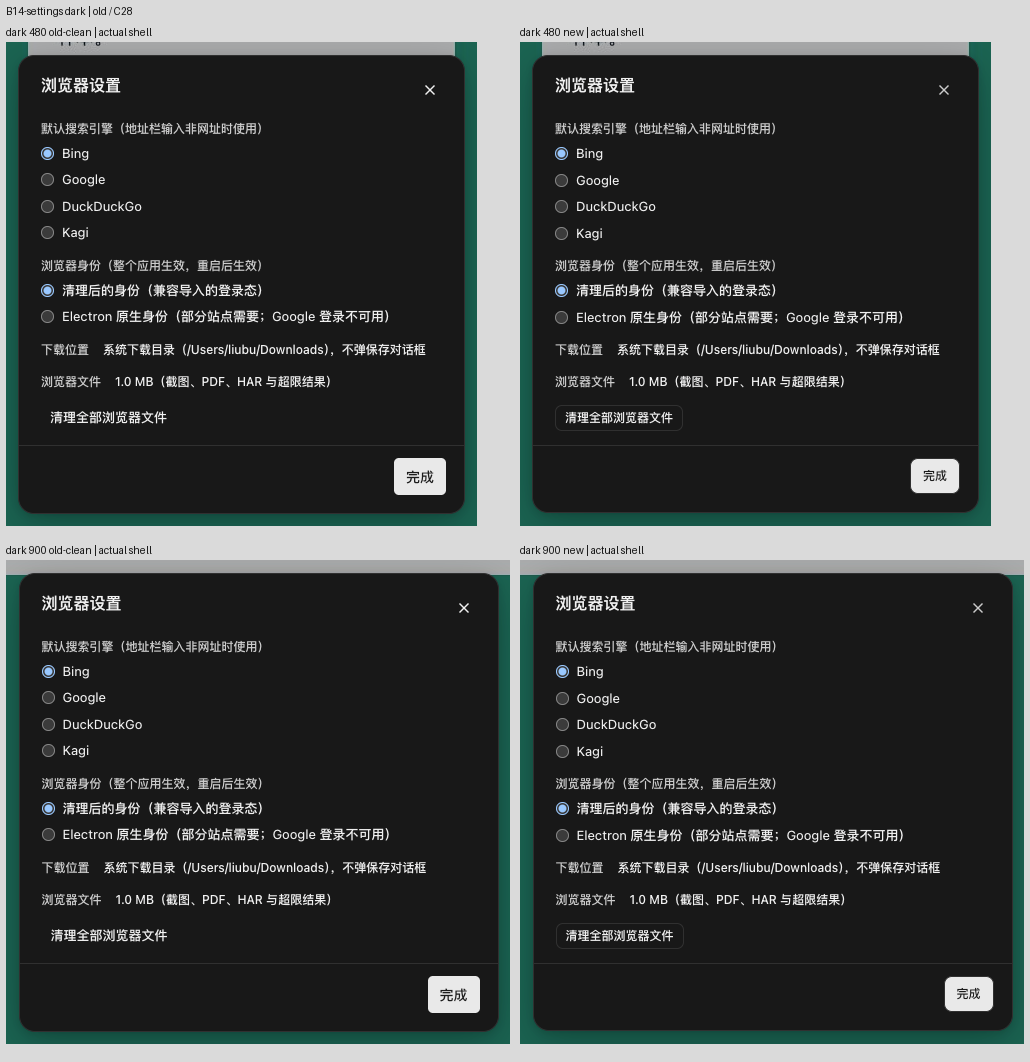 B14-settings dark | old / C28
dark 480 old-clean | actual shell
浏览器设置
默认搜索引擎（地址栏输入非网址时使用）
Bing
Google
DuckDuckGo
Kagi
浏览器身份（整个应用生效，重启后生效）
清理后的身份（兼容导入的登录态）
Electron 原生身份（部分站点需要；Google 登录不可用）
下载位置 系统下载目录（/Users/liubu/Downloads），不弹保存对话框
浏览器文件 1.0 MB（截图、PDF、HAR 与超限结果）
清理全部浏览器文件
完成
dark 480 new | actual shell
浏览器设置
默认搜索引擎（地址栏输入非网址时使用）
Bing
Google
DuckDuckGo
Kagi
浏览器身份（整个应用生效，重启后生效）
清理后的身份（兼容导入的登录态）
Electron 原生身份（部分站点需要；Google 登录不可用）
下载位置 系统下载目录（/Users/liubu/Downloads），不弹保存对话框
浏览器文件 1.0 MB（截图、PDF、HAR 与超限结果）
清理全部浏览器文件
完成
dark 900 old-clean | actual shell
浏览器设置
默认搜索引擎（地址栏输入非网址时使用）
Bing
Google
DuckDuckGo
Kagi
浏览器身份（整个应用生效，重启后生效）
清理后的身份（兼容导入的登录态）
Electron 原生身份（部分站点需要；Google 登录不可用）
下载位置 系统下载目录（/Users/liubu/Downloads），不弹保存对话框
浏览器文件 1.0 MB（截图、PDF、HAR 与超限结果）
清理全部浏览器文件
完成
dark 900 new | actual shell
浏览器设置
默认搜索引擎（地址栏输入非网址时使用）
Bing
Google
DuckDuckGo
Kagi
浏览器身份（整个应用生效，重启后生效）
清理后的身份（兼容导入的登录态）
Electron 原生身份（部分站点需要；Google 登录不可用）
下载位置 系统下载目录（/Users/liubu/Downloads），不弹保存对话框
浏览器文件 1.0 MB（截图、PDF、HAR 与超限结果）
清理全部浏览器文件
完成